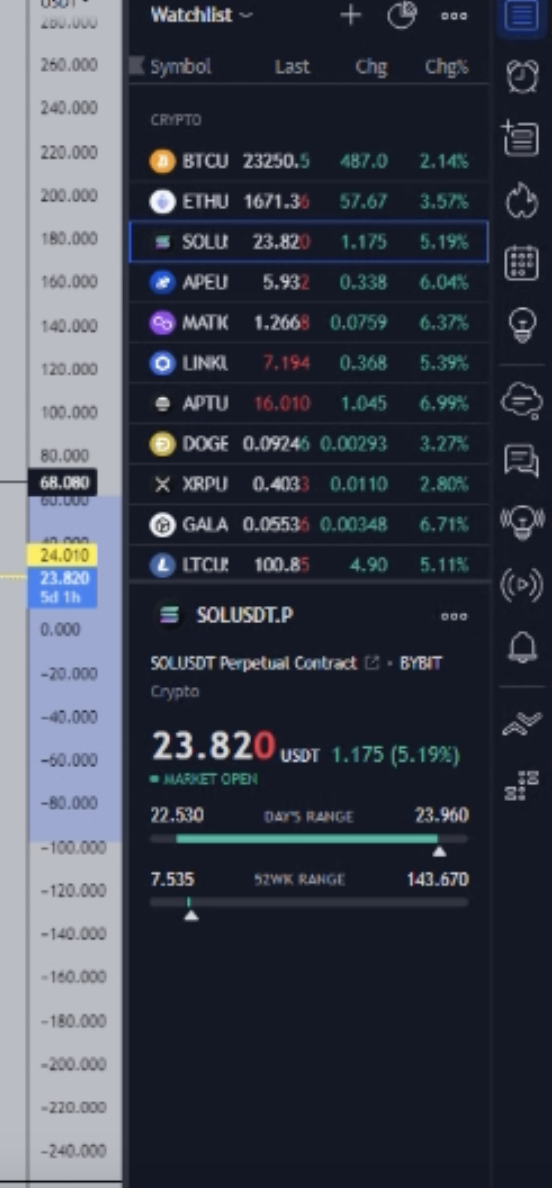 USDT
280.000
260.000
240.000
220.000
200.000
180.000
160.000
140.000
120.000
100.000
80.000
68.080
60.000
40.000
24.010
23.820
5d 1h
0.000
-20.000
-40.000
-60.000
-80.000
-100.000
-120.000
-140.000
-160.000
-180.000
-200.000
-220.000
-240.000
Watchlist
Symbol Last Chg Chg%
CRYPTO
BTCU 23250.5 487.0 2.14%
ETHU 1671.36 57.67 3.57%
SOLU 23.820 1.175 5.19%
APEU 5.932 0.338 6.04%
MATIC 1.2668 0.0759 6.37%
LINKU 7.194 0.368 5.39%
APTU 16.010 1.045 6.99%
DOGE 0.09246 0.00293 3.27%
XRPU 0.4033 0.0110 2.80%
GALA 0.05536 0.00348 6.71%
LTCU 100.85 4.90 5.11%
SOLUSDT.P
SOLUSDT Perpetual Contract • BYBIT
Crypto
23.820 USDT 1.175 (5.19%)
MARKET OPEN
22.530 DAY'S RANGE 23.960
7.535 52WK RANGE 143.670